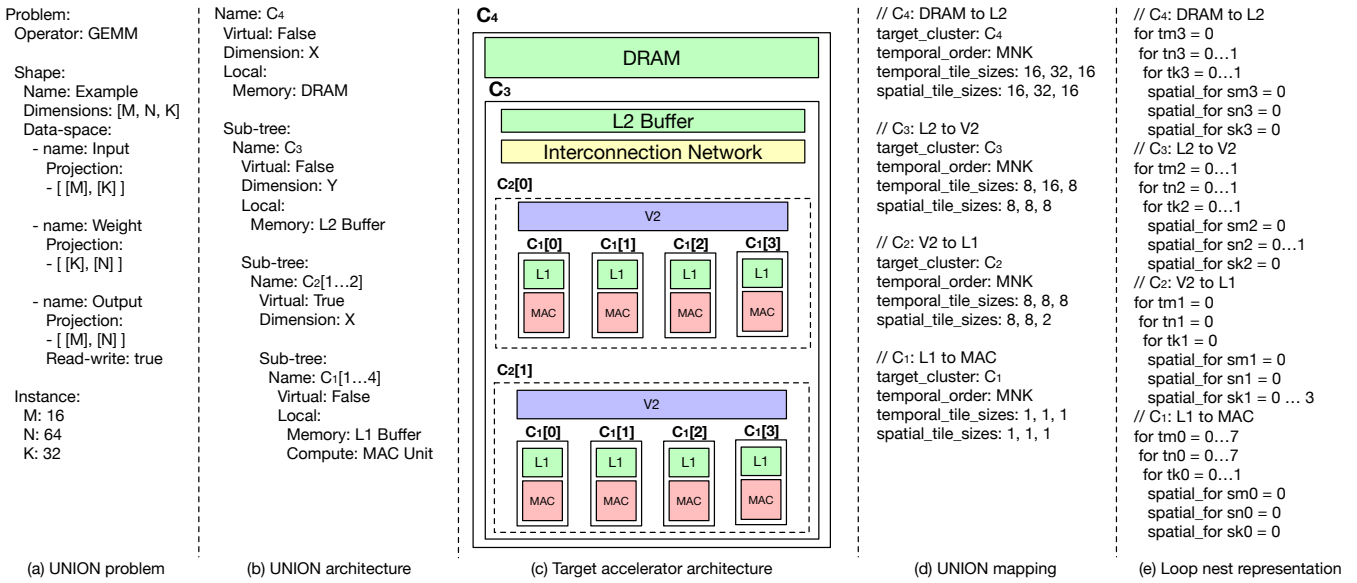 Problem:
Operator: GEMM
Shape:
Name: Example
Dimensions: [M, N, K]
Data-space:
- name: Input
Projection:
- [ [M], [K] ]
- name: Weight
Projection:
- [ [K], [N] ]
- name: Output
Projection:
- [ [M], [N] ]
Read-write: true
Instance:
M: 16
N: 64
K: 32
(a) UNION problem
Name: C4
Virtual: False
Dimension: X
Local:
Memory: DRAM
Sub-tree:
Name: C3
Virtual: False
Dimension: Y
Local:
Memory: L2 Buffer
Sub-tree:
Name: C2[1…2]
Virtual: True
Dimension: X
Sub-tree:
Name: C1[1…4]
Virtual: False
Local:
Memory: L1 Buffer
Compute: MAC Unit
(b) UNION architecture
C4
DRAM
C3
L2 Buffer
Interconnection Network
C2[0]
V2
C1[0] C1[1] C1[2] C1[3]
L1 L1 L1 L1
MAC MAC MAC MAC
C2[1]
V2
C1[0] C1[1] C1[2] C1[3]
L1 L1 L1 L1
MAC MAC MAC MAC
(c) Target accelerator architecture
// C4: DRAM to L2
target_cluster: C4
temporal_order: MNK
temporal_tile_sizes: 16, 32, 16
spatial_tile_sizes: 16, 32, 16
// C3: L2 to V2
target_cluster: C3
temporal_order: MNK
temporal_tile_sizes: 8, 16, 8
spatial_tile_sizes: 8, 8, 8
// C2: V2 to L1
target_cluster: C2
temporal_order: MNK
temporal_tile_sizes: 8, 8, 8
spatial_tile_sizes: 8, 8, 2
// C1: L1 to MAC
target_cluster: C1
temporal_order: MNK
temporal_tile_sizes: 1, 1, 1
spatial_tile_sizes: 1, 1, 1
(d) UNION mapping
// C4: DRAM to L2
for tm3 = 0
for tn3 = 0…1
for tk3 = 0…1
spatial_for sm3 = 0
spatial_for sn3 = 0
spatial_for sk3 = 0
// C3: L2 to V2
for tm2 = 0…1
for tn2 = 0…1
for tk2 = 0…1
spatial_for sm2 = 0
spatial_for sn2 = 0…1
spatial_for sk2 = 0
// C2: V2 to L1
for tm1 = 0
for tn1 = 0
for tk1 = 0
spatial_for sm1 = 0
spatial_for sn1 = 0
spatial_for sk1 = 0 … 3
// C1: L1 to MAC
for tm0 = 0…7
for tn0 = 0…7
for tk0 = 0…1
spatial_for sm0 = 0
spatial_for sn0 = 0
spatial_for sk0 = 0
(e) Loop nest representation